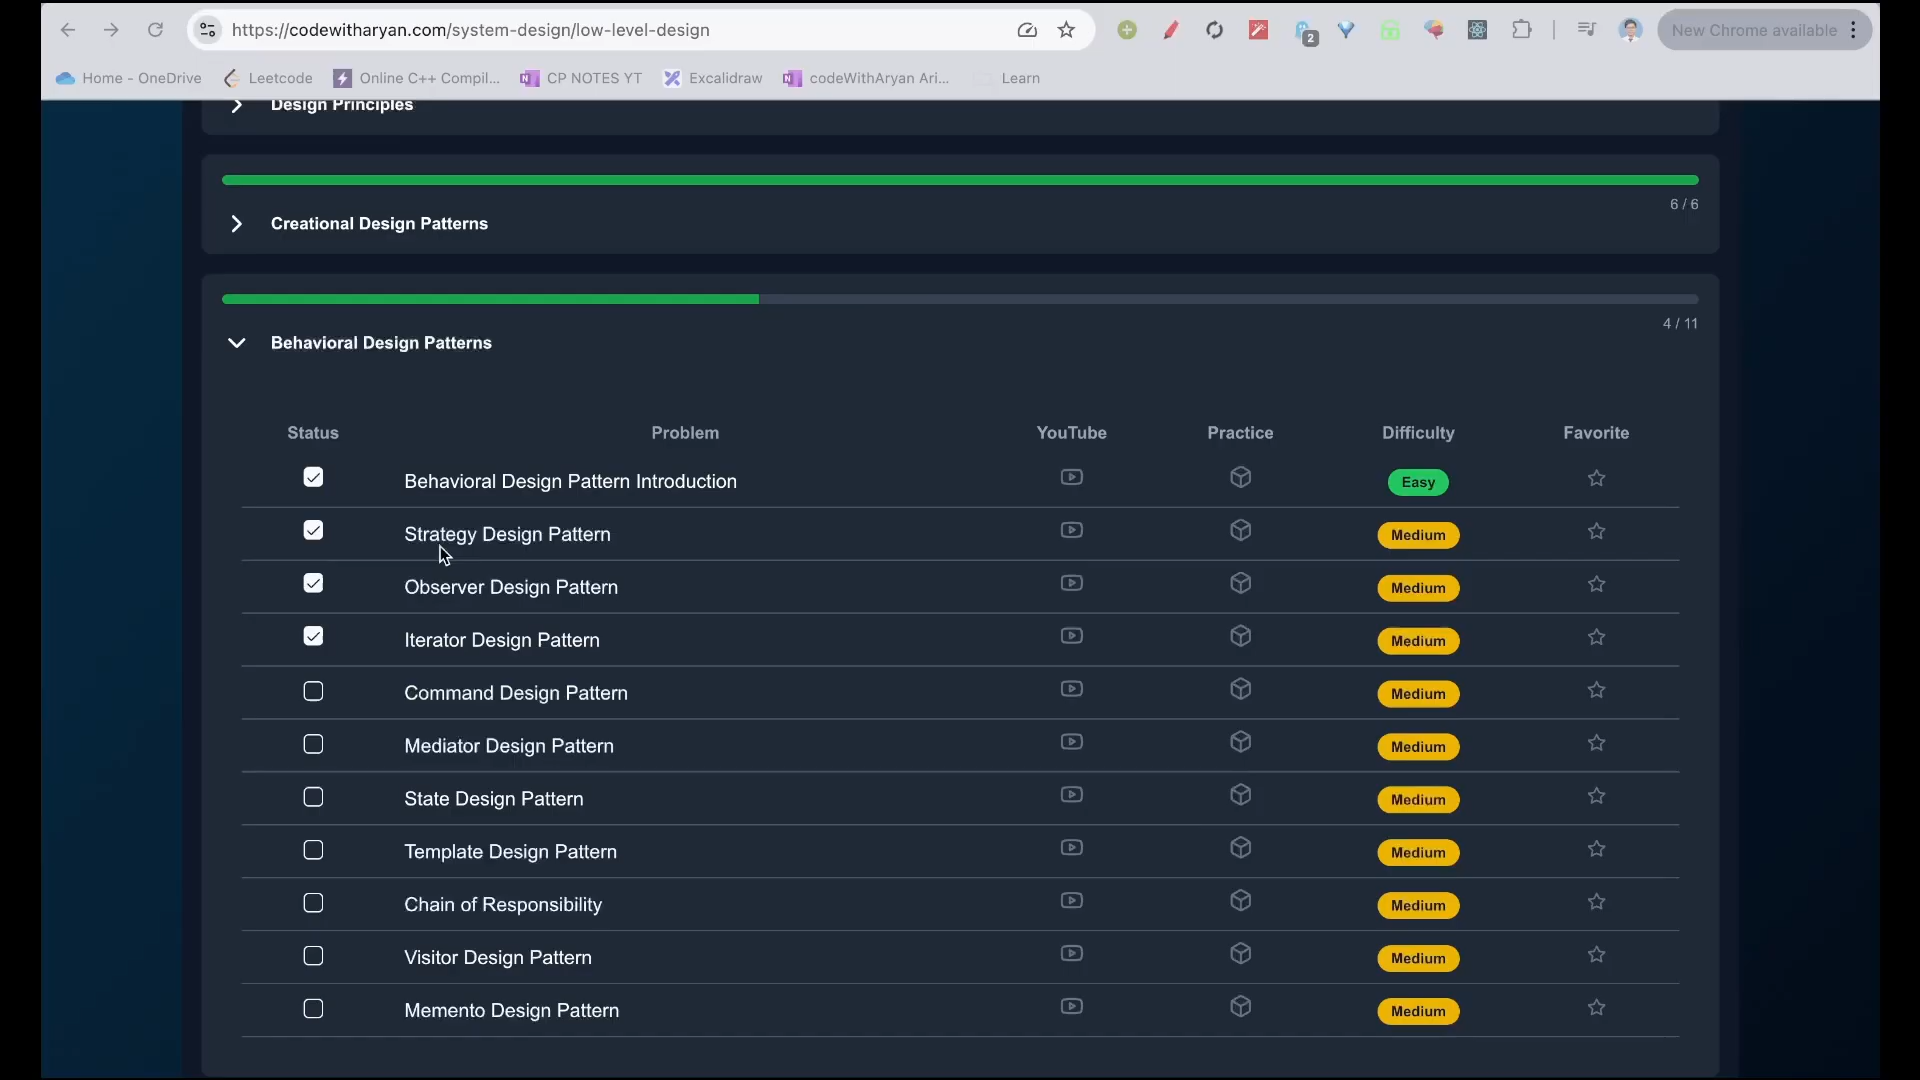 https://codewitharyan.com/system-design/low-level-design
2
New Chrome available
Home - OneDrive
Leetcode
Online C++ Compil...
CP NOTES YT
Excalidraw
codeWithAryan Ari...
Learn
Design Principles
6 / 6
Creational Design Patterns
4 / 11
Behavioral Design Patterns
Status Problem YouTube Practice Difficulty Favorite
Behavioral Design Pattern Introduction Easy
Strategy Design Pattern Medium
Observer Design Pattern Medium
Iterator Design Pattern Medium
Command Design Pattern Medium
Mediator Design Pattern Medium
State Design Pattern Medium
Template Design Pattern Medium
Chain of Responsibility Medium
Visitor Design Pattern Medium
Memento Design Pattern Medium